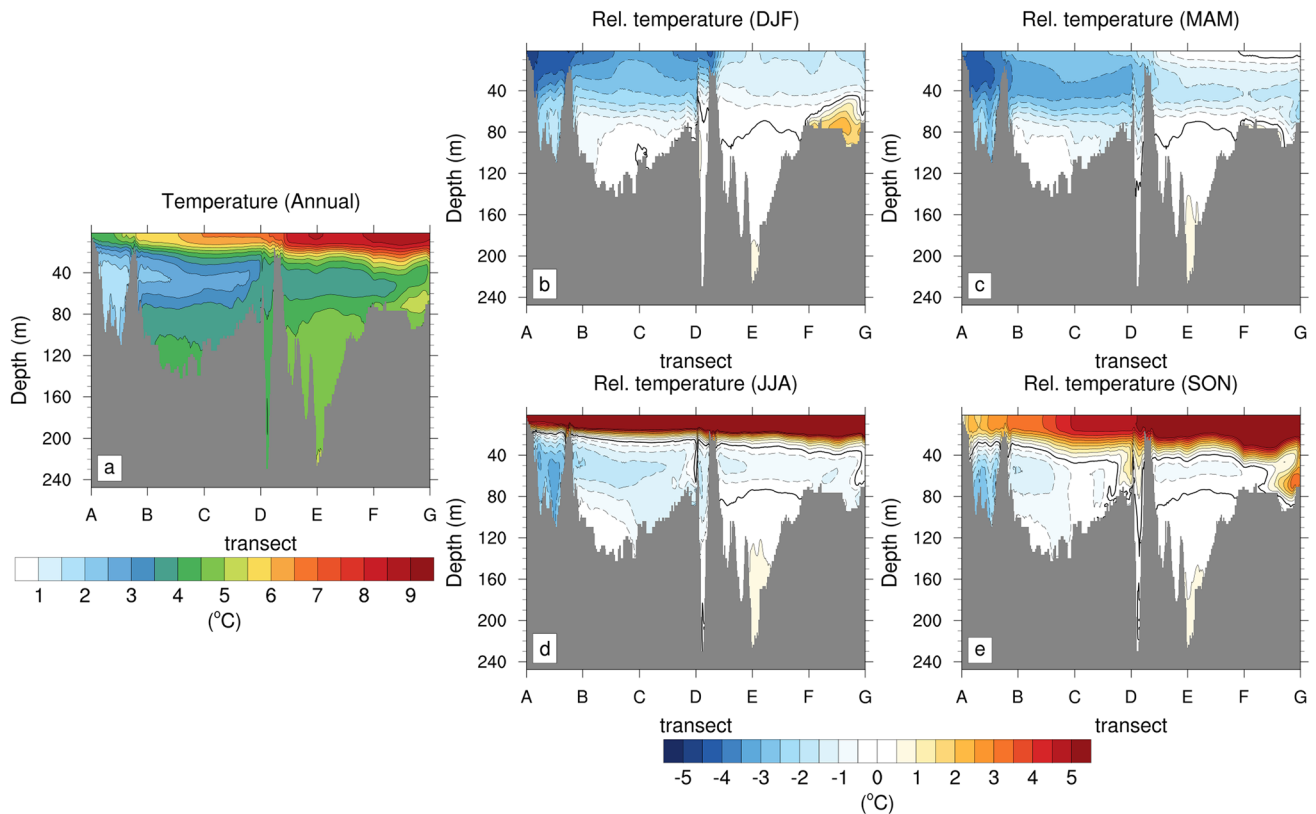 Rel. temperature (DJF)
40
80
120
160
200
240
Depth (m)
b
A B C D E F G
transect
Rel. temperature (MAM)
40
80
120
160
200
240
Depth (m)
c
A B C D E F G
transect
Temperature (Annual)
40
80
120
160
200
240
Depth (m)
a
A B C D E F G
transect
1 2 3 4 5 6 7 8 9
(°C)
Rel. temperature (JJA)
40
80
120
160
200
240
Depth (m)
d
A B C D E F G
transect
Rel. temperature (SON)
40
80
120
160
200
240
Depth (m)
e
A B C D E F G
transect
-5 -4 -3 -2 -1 0 1 2 3 4 5
(°C)